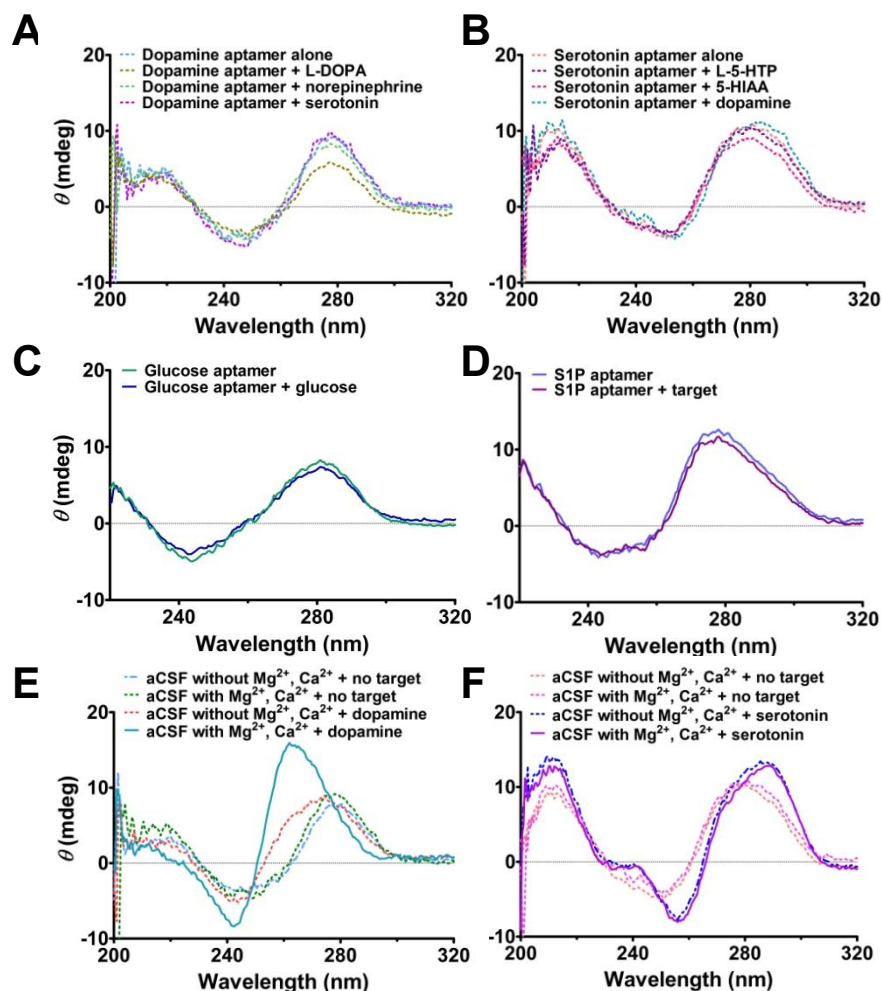 A
20
10
0
-10
θ (mdeg)
Dopamine aptamer alone
Dopamine aptamer + L-DOPA
Dopamine aptamer + norepinephrine
Dopamine aptamer + serotonin
200 240 280 320
Wavelength (nm)
B
20
10
0
-10
Serotonin aptamer alone
Serotonin aptamer + L-5-HTP
Serotonin aptamer + 5-HIAA
Serotonin aptamer + dopamine
200 240 280 320
Wavelength (nm)
C
20
10
0
-10
θ (mdeg)
Glucose aptamer
Glucose aptamer + glucose
240 280 320
Wavelength (nm)
D
20
10
0
-10
S1P aptamer
S1P aptamer + target
240 280 320
Wavelength (nm)
E
20
10
0
-10
θ (mdeg)
aCSF without Mg²⁺, Ca²⁺ + no target
aCSF with Mg²⁺, Ca²⁺ + no target
aCSF without Mg²⁺, Ca²⁺ + dopamine
aCSF with Mg²⁺, Ca²⁺ + dopamine
200 240 280 320
Wavelength (nm)
F
20
10
0
-10
aCSF without Mg²⁺, Ca²⁺ + no target
aCSF with Mg²⁺, Ca²⁺ + no target
aCSF without Mg²⁺, Ca²⁺ + serotonin
aCSF with Mg²⁺, Ca²⁺ + serotonin
200 240 280 320
Wavelength (nm)